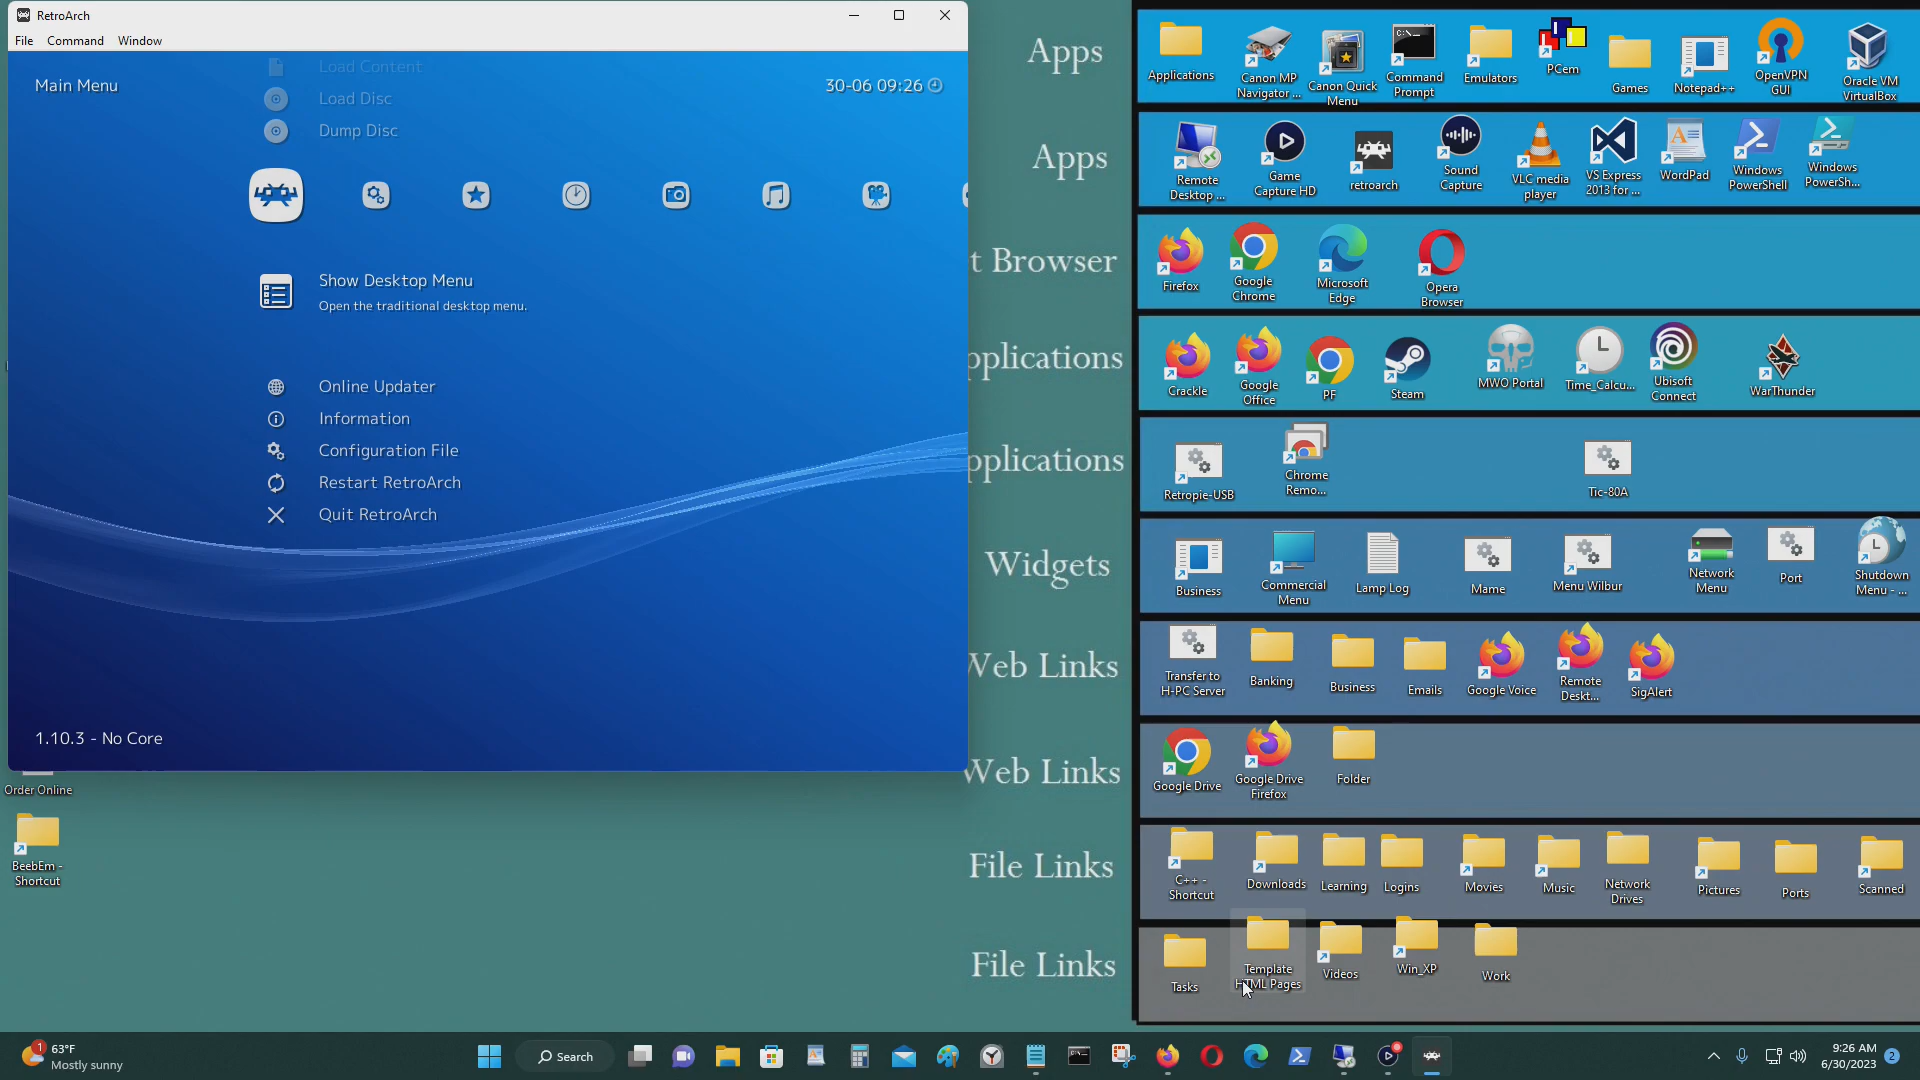 RetroArch
File Command Window
Main Menu
30-06 09:26
Load Content
Load Disc
Dump Disc
Show Desktop Menu
Open the traditional desktop menu.
Online Updater
Information
Configuration File
Restart RetroArch
Quit RetroArch
1.10.3 - No Core
Order Online
BeebEm -
Shortcut
Apps
Apps
t Browser
pplications
pplications
Widgets
Web Links
Web Links
File Links
File Links
Applications
Canon MP
Navigator ...
Canon Quick
Menu
Command
Prompt
Emulators
PCem
Games
Notepad++
OpenVPN
GUI
Oracle VM
VirtualBox
Remote
Desktop ...
Game
Capture HD
retroarch
Sound
Capture
VLC media
player
VS Express
2013 for ...
WordPad
Windows
PowerShell
Windows
PowerSh...
Firefox
Google
Chrome
Microsoft
Edge
Opera
Browser
Crackle
Google
Office
PF
Steam
MWO Portal
Time_Calcu...
Ubisoft
Connect
WarThunder
Retropie-USB
Chrome
Remo...
Tic-80A
Business
Commercial
Menu
Lamp Log
Mame
Menu Wilbur
Network
Menu
Port
Shutdown
Menu - ...
Transfer to
H-PC Server
Banking
Business
Emails
Google Voice
Remote
Deskt...
SigAlert
Google Drive
Google Drive
Firefox
Folder
C++ -
Shortcut
Downloads
Learning
Logins
Movies
Music
Network
Drives
Pictures
Ports
Scanned
Tasks
Template
HTML Pages
Videos
Win_XP
Work
1
63°F
Mostly sunny
Search
9:26 AM
6/30/2023
2